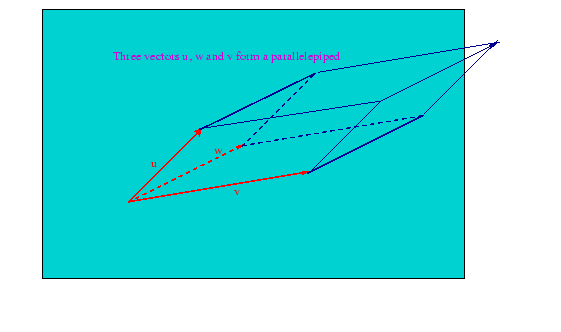 Three vectors u, w and v form a parallelepiped
w
u
v